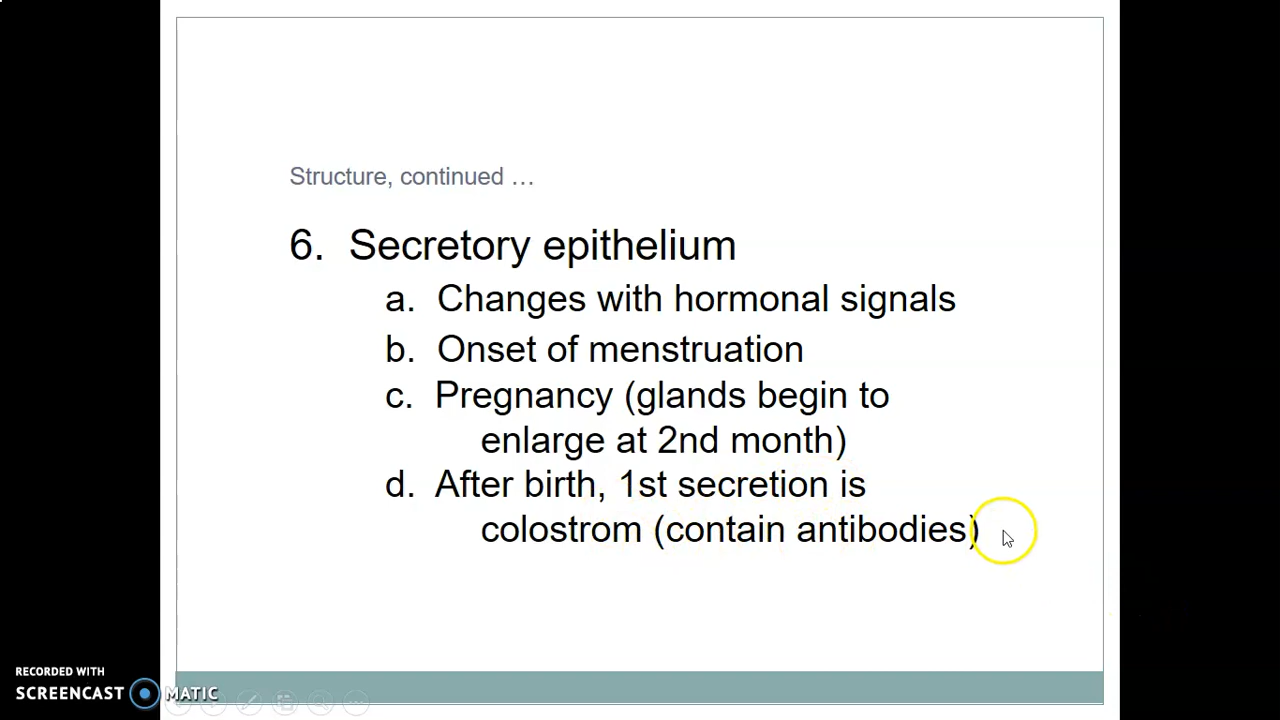 Structure, continued …
6. Secretory epithelium
a. Changes with hormonal signals
b. Onset of menstruation
c. Pregnancy (glands begin to
enlarge at 2nd month)
d. After birth, 1st secretion is
colostrom (contain antibodies)
RECORDED WITH
SCREENCAST MATIC